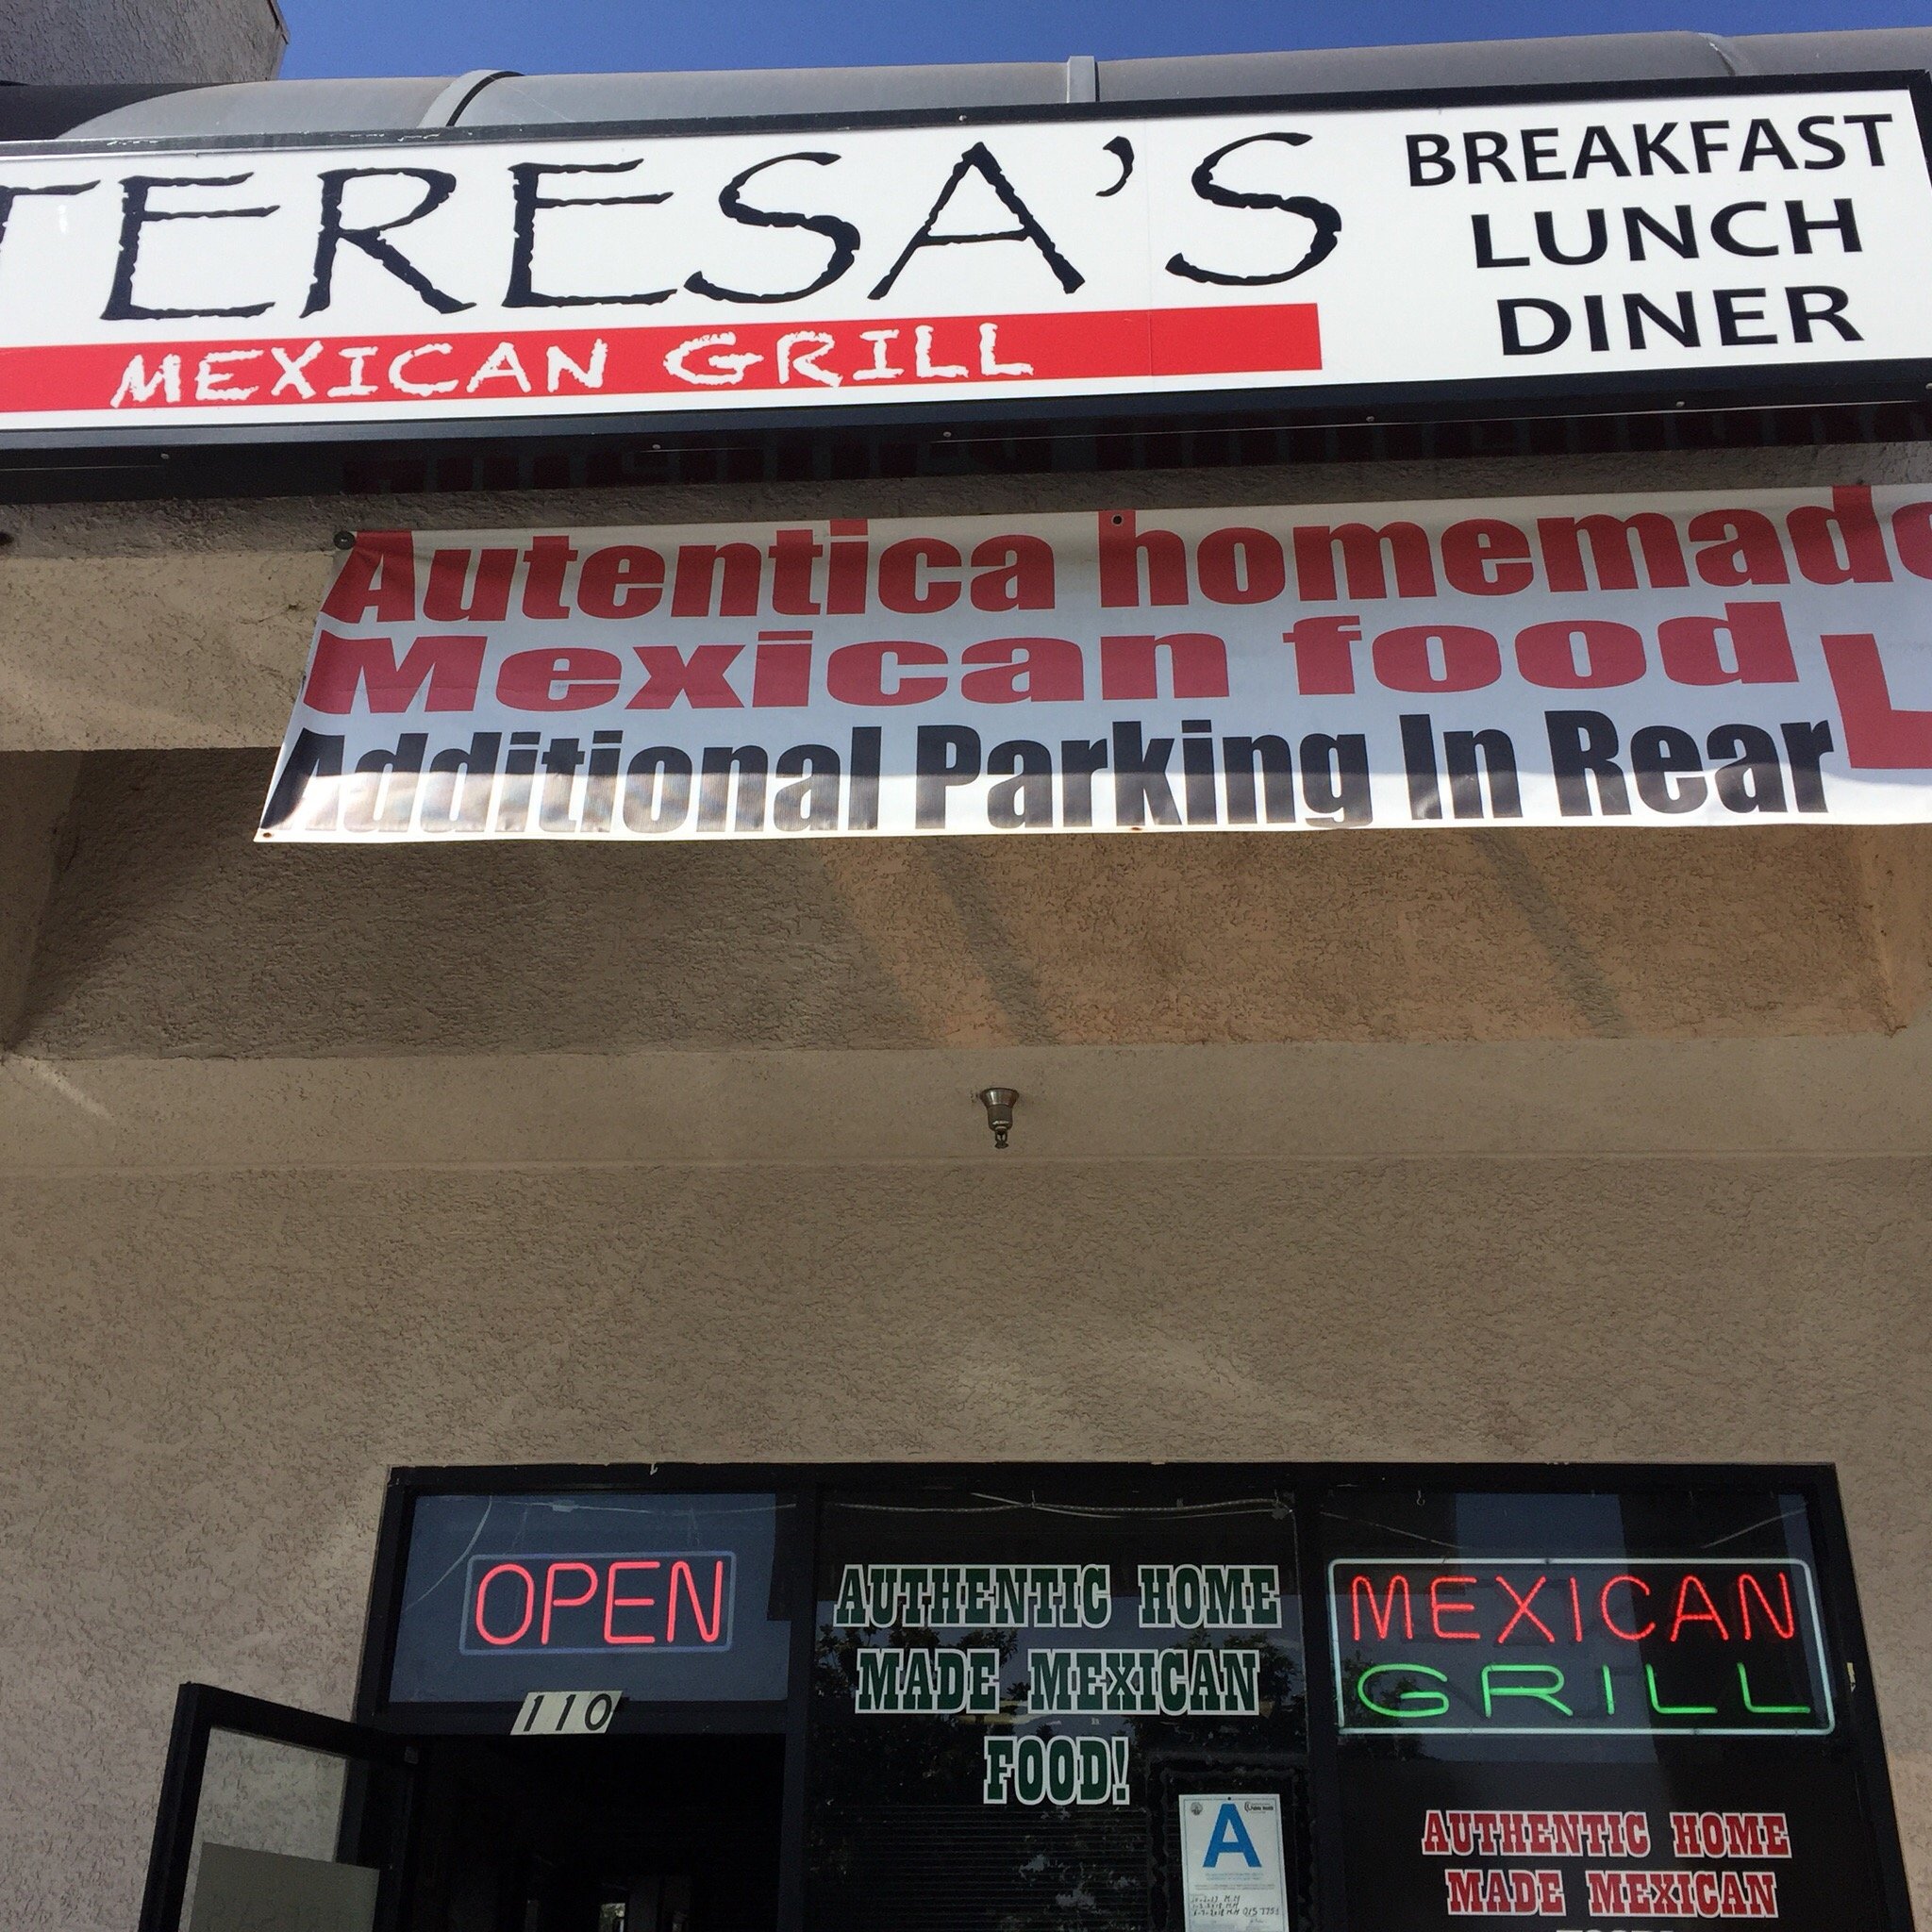 TERESA'S
MEXICAN GRILL
BREAKFAST
LUNCH
DINER
Autentica homemade
Mexican food
Additional Parking In Rear
OPEN
110
AUTHENTIC HOME
MADE MEXICAN
FOOD!
MEXICAN
GRILL
A
AUTHENTIC HOME
MADE MEXICAN